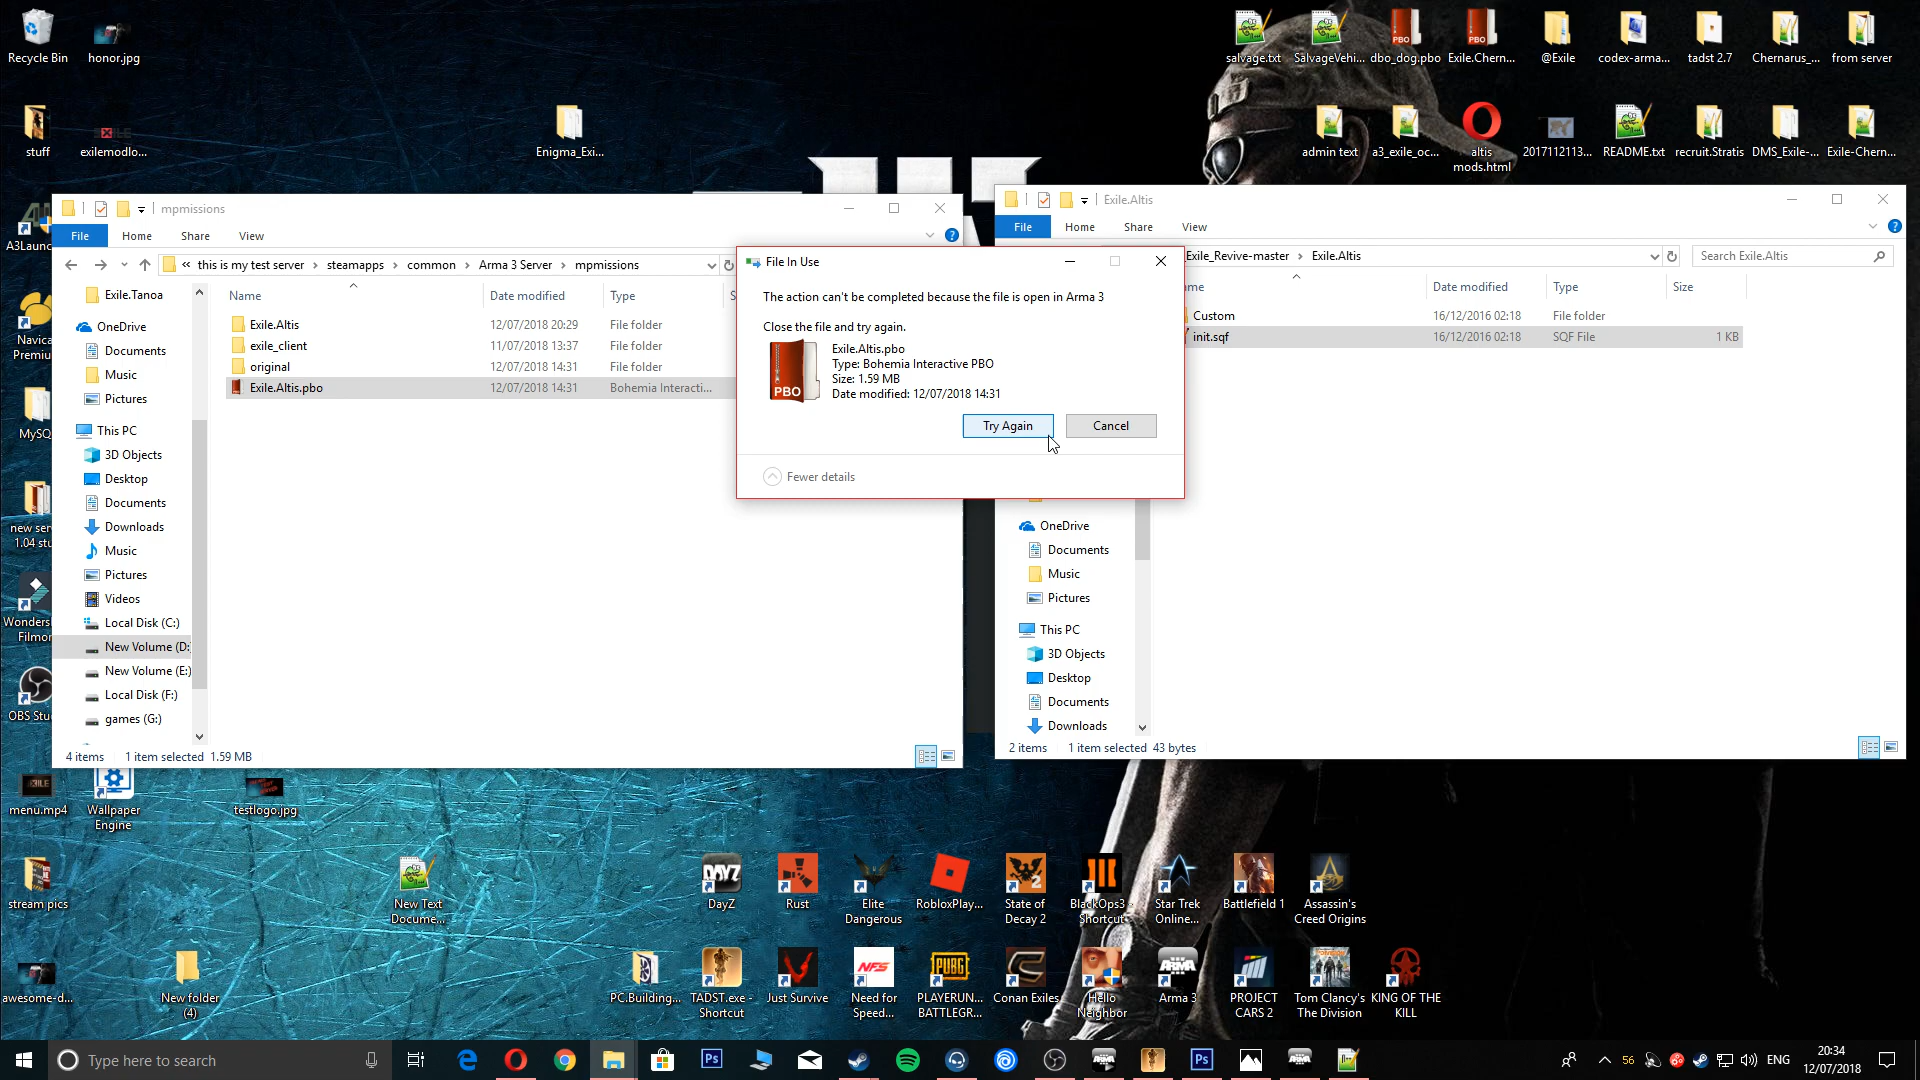 Recycle Bin
honor.jpg
salvage.txt
SalvageVehi...
dbo_dog.pbo
Exile.Chern...
@Exile
codex-arma...
tadst 2.7
Chernarus_...
from server
stuff
exilemodlo...
Enigma_Exi...
admin text
a3_exile_oc...
altis
mods.html
2017112113...
README.txt
recruit.Stratis
DMS_Exile-...
Exile-Chern...
mpmissions
File
Home
Share
View
« this is my test server > steamapps > common > Arma 3 Server > mpmissions
Name
Date modified
Type
S
Exile.Altis
12/07/2018 20:29
File folder
exile_client
11/07/2018 13:37
File folder
original
12/07/2018 14:31
File folder
Exile.Altis.pbo
12/07/2018 14:31
Bohemia Interacti...
Exile.Tanoa
OneDrive
Documents
Music
Pictures
This PC
3D Objects
Desktop
Documents
Downloads
Music
Pictures
Videos
Local Disk (C:)
New Volume (D:
New Volume (E:)
Local Disk (F:)
games (G:)
4 items
1 item selected 1.59 MB
File In Use
The action can't be completed because the file is open in Arma 3
Close the file and try again.
PBO
Exile.Altis.pbo
Type: Bohemia Interactive PBO
Size: 1.59 MB
Date modified: 12/07/2018 14:31
Try Again
Cancel
Fewer details
Exile.Altis
File
Home
Share
View
Exile_Revive-master > Exile.Altis
Search Exile.Altis
me
Date modified
Type
Size
Custom
16/12/2016 02:18
File folder
init.sqf
16/12/2016 02:18
SQF File
1 KB
OneDrive
Documents
Music
Pictures
This PC
3D Objects
Desktop
Documents
Downloads
2 items
1 item selected 43 bytes
A3Launc
Navica
Premiu
MySQ
new ser
1.04 stu
Wonders
Filmor
OBS Stu
menu.mp4
Wallpaper
Engine
testlogo.jpg
stream pics
New Text
Docume...
DayZ
Rust
Elite
Dangerous
RobloxPlay...
State of
Decay 2
BlackOps3 -
Shortcut
Star Trek
Online...
Battlefield 1
Assassin's
Creed Origins
awesome-d...
New folder
(4)
PC.Building...
TADST.exe -
Shortcut
Just Survive
Need for
Speed...
PLAYERUN...
BATTLEGR...
Conan Exiles
Hello
Neighbor
Arma 3
PROJECT
CARS 2
Tom Clancy's
The Division
KING OF THE
KILL
Type here to search
56
ENG
20:34
12/07/2018